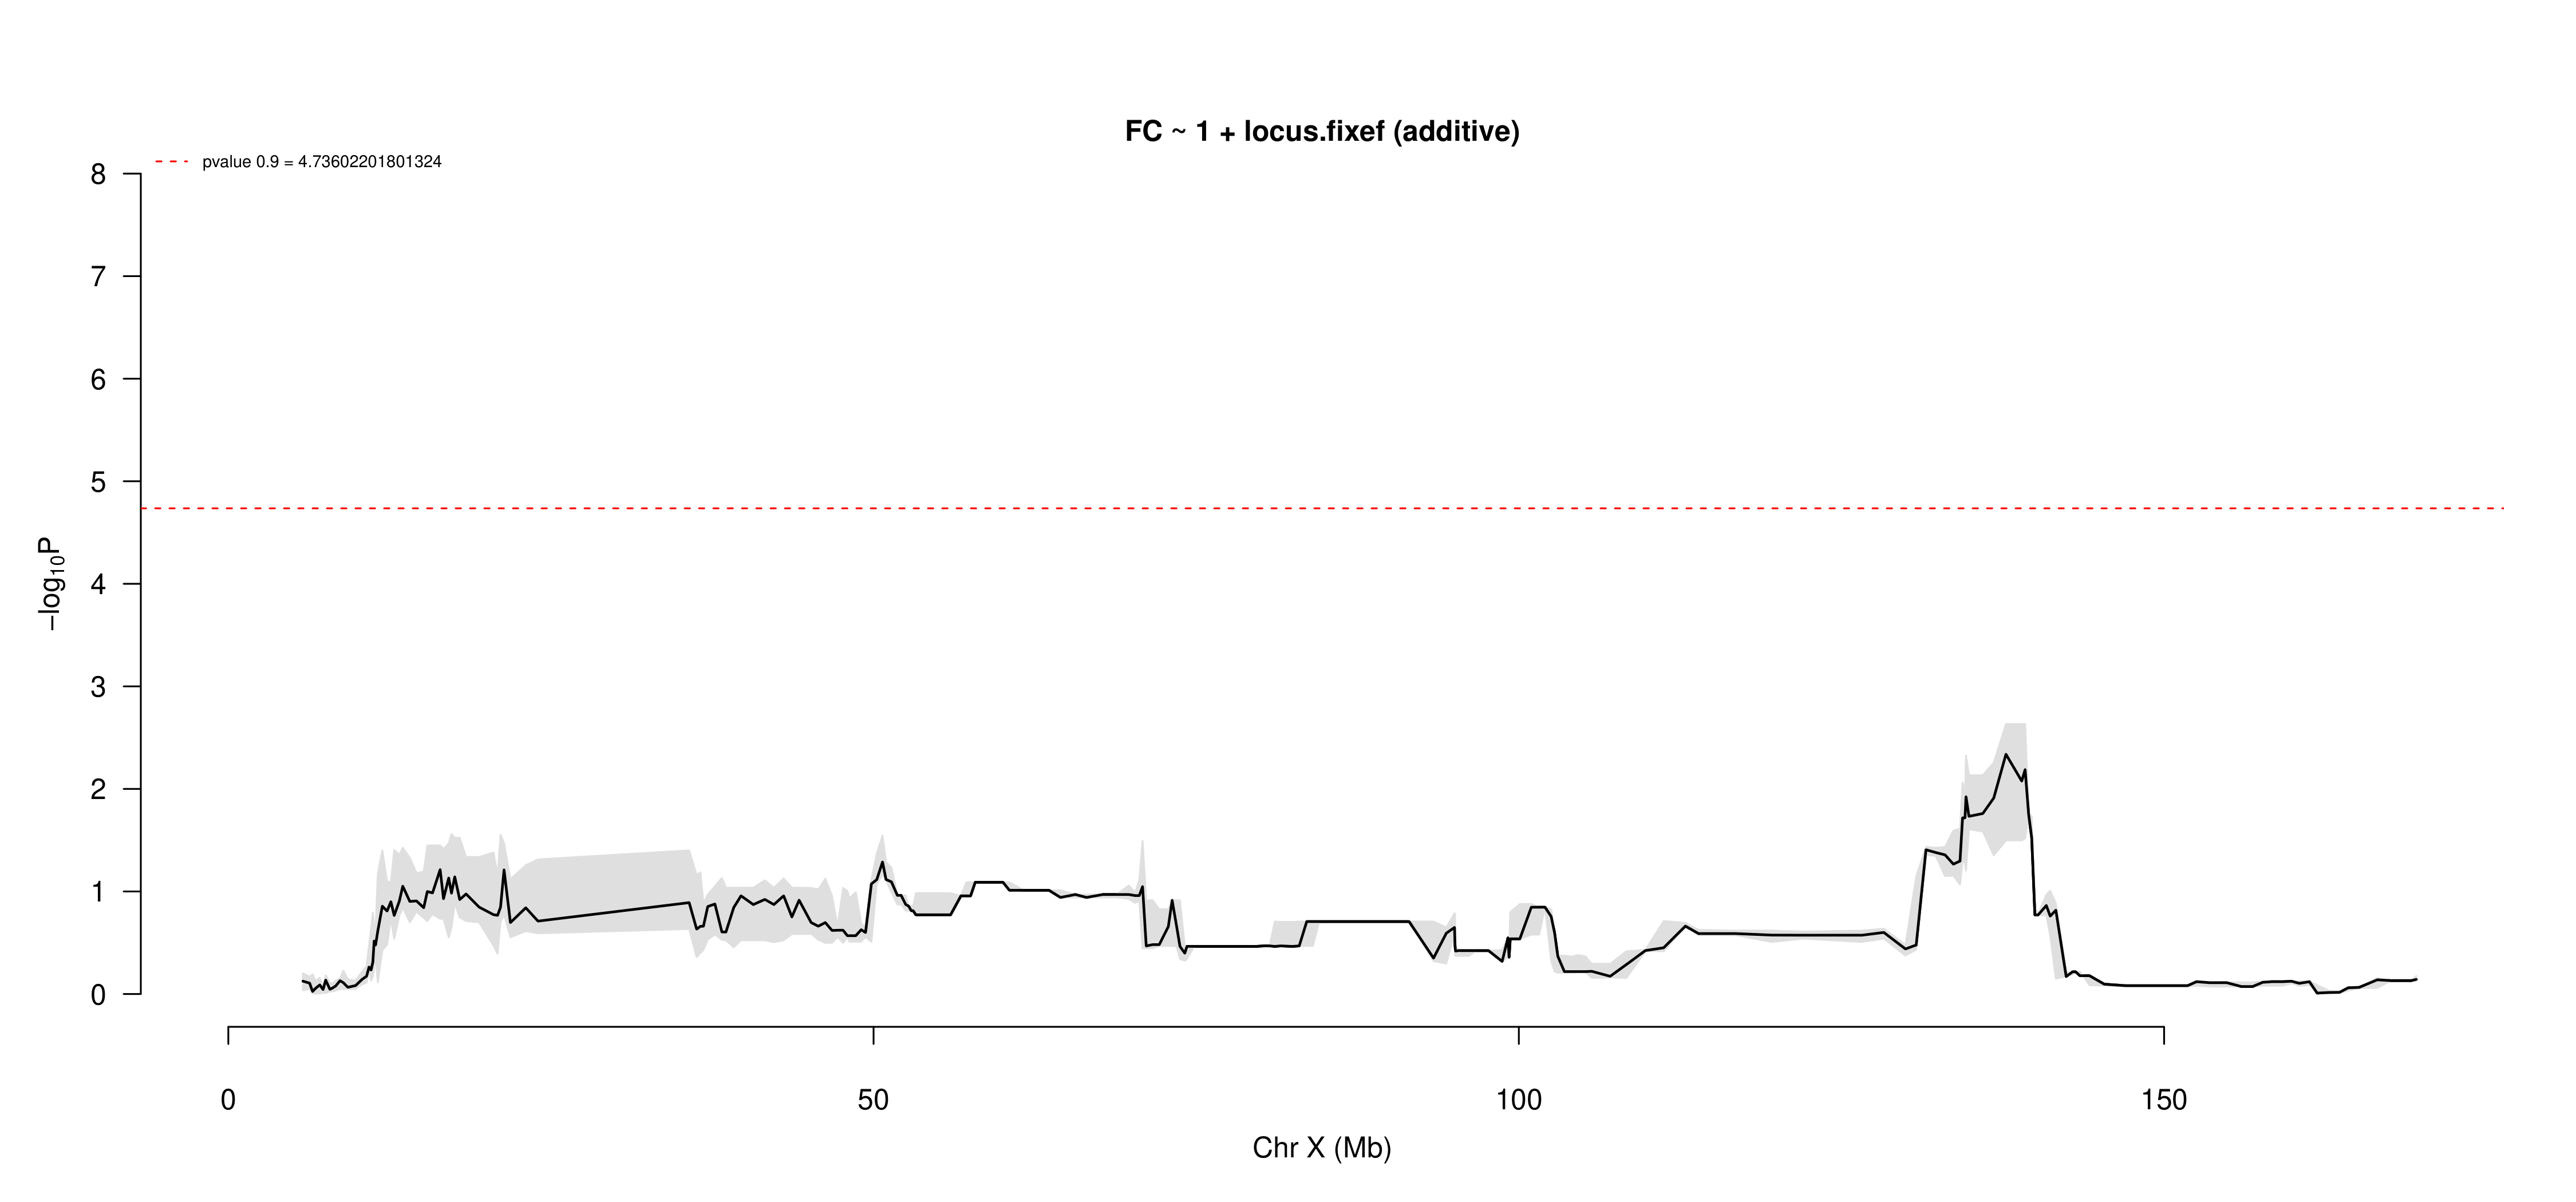 FC ~ 1 + locus.fixef (additive)
pvalue 0.9 = 4.73602201801324
8
7
6
5
4
3
2
1
0
−log10P
0 50 100 150
Chr X (Mb)